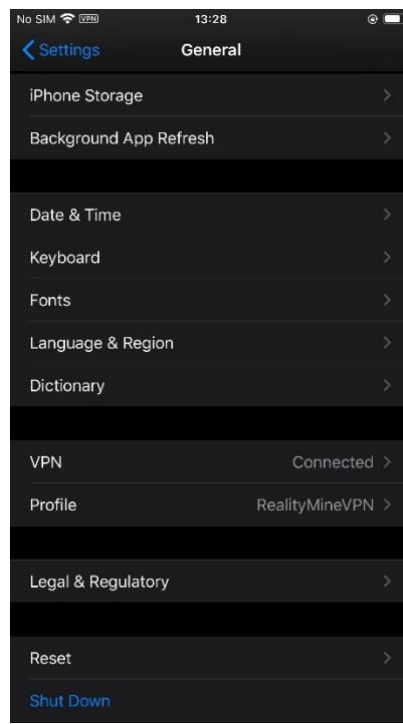 No SIM VPN 13:28
Settings General
iPhone Storage
Background App Refresh
Date & Time
Keyboard
Fonts
Language & Region
Dictionary
VPN Connected
Profile RealityMineVPN
Legal & Regulatory
Reset
Shut Down